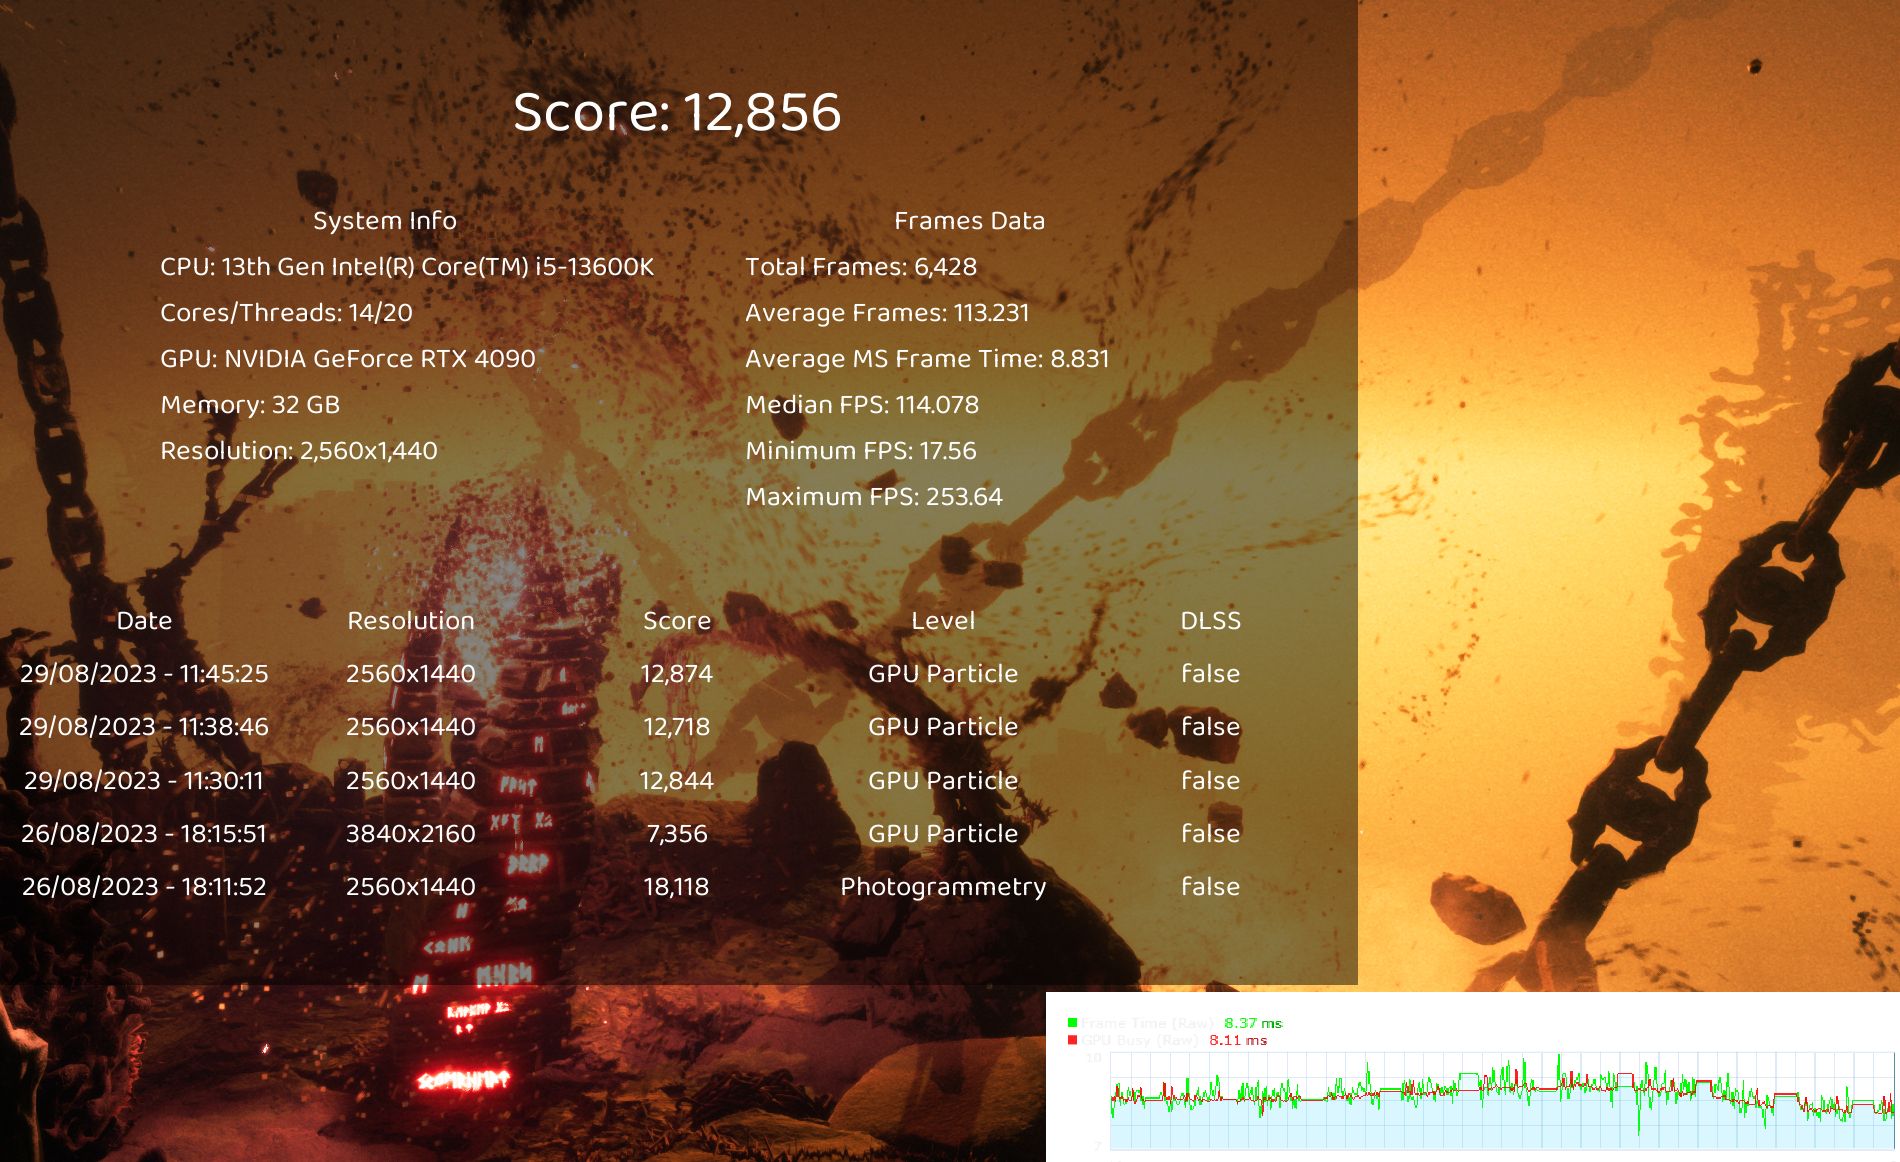 Score: 12,856
System Info
CPU: 13th Gen Intel(R) Core(TM) i5-13600K
Cores/Threads: 14/20
GPU: NVIDIA GeForce RTX 4090
Memory: 32 GB
Resolution: 2,560x1,440
Frames Data
Total Frames: 6,428
Average Frames: 113.231
Average MS Frame Time: 8.831
Median FPS: 114.078
Minimum FPS: 17.56
Maximum FPS: 253.64
Date Resolution Score Level DLSS
29/08/2023 - 11:45:25 2560x1440 12,874 GPU Particle false
29/08/2023 - 11:38:46 2560x1440 12,718 GPU Particle false
29/08/2023 - 11:30:11 2560x1440 12,844 GPU Particle false
26/08/2023 - 18:15:51 3840x2160 7,356 GPU Particle false
26/08/2023 - 18:11:52 2560x1440 18,118 Photogrammetry false
Frame Time (Raw) 8.37 ms
GPU Busy (Raw) 8.11 ms
10
7